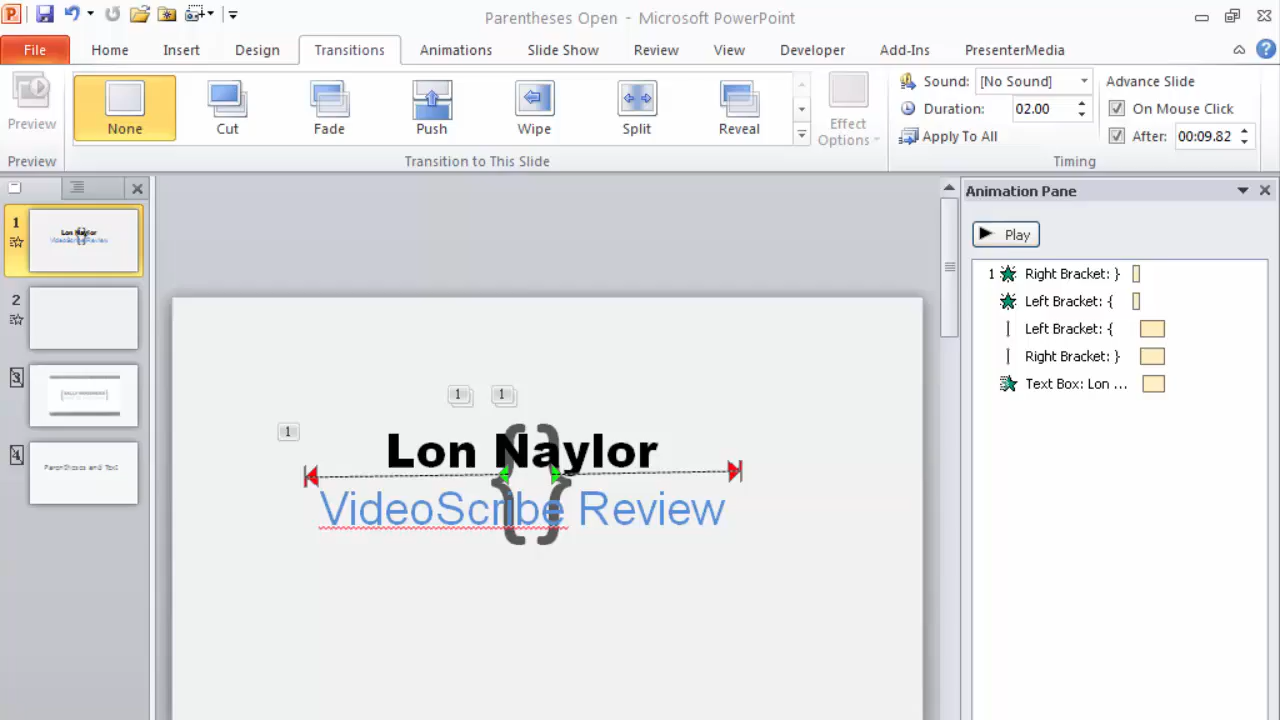 Parentheses Open - Microsoft PowerPoint
File Home Insert Design Transitions Animations Slide Show Review View Developer Add-Ins PresenterMedia
Preview
None Cut Fade Push Wipe Split Reveal
Effect Options
Sound: [No Sound]
Duration: 02.00
Apply To All
Advance Slide
On Mouse Click
After: 00:09.82
Preview
Transition to This Slide
Timing
1
Lon Naylor
VideoScribe Review
2
3
4
Parentheses and Text
1 1
1
{ }
Lon Naylor
VideoScribe Review
Animation Pane
Play
1 Right Bracket: }
Left Bracket: {
Left Bracket: {
Right Bracket: }
Text Box: Lon ...